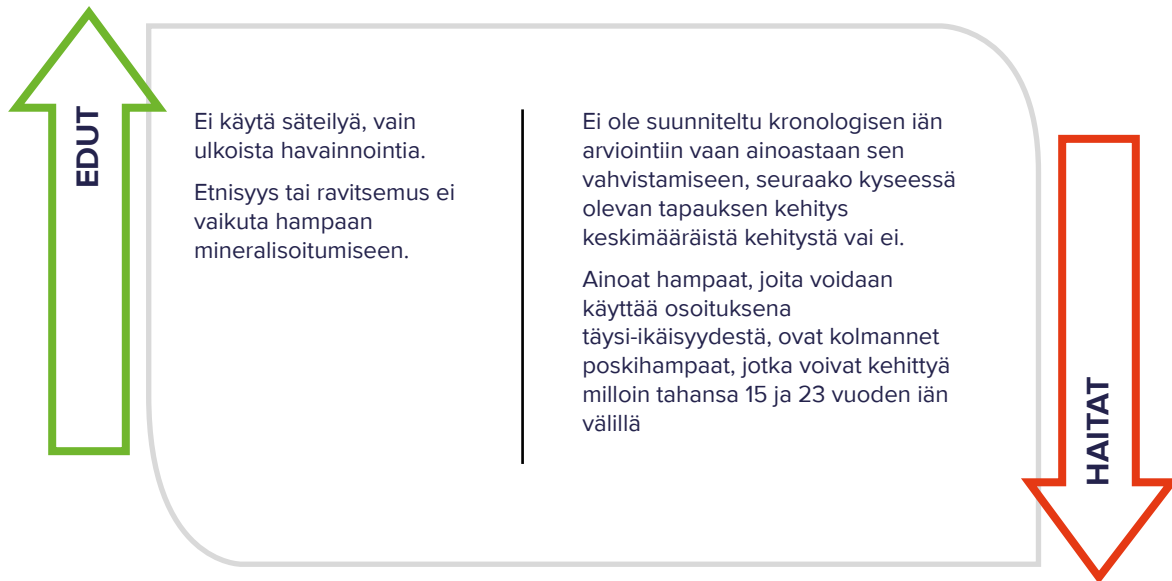 EDUT
Ei käytä säteilyä, vain
ulkoista havainnointia.
Etnisyys tai ravitsemus ei
vaikuta hampaan
mineralisoitumiseen.
Ei ole suunniteltu kronologisen iän
arviointiin vaan ainoastaan sen
vahvistamiseen, seuraako kyseessä
olevan tapauksen kehitys
keskimääräistä kehitystä vai ei.
Ainoat hampaat, joita voidaan
käyttää osoituksena
täysi-ikäisyydestä, ovat kolmannet
poskihampaat, jotka voivat kehittyä
milloin tahansa 15 ja 23 vuoden iän
välillä
HAITAT